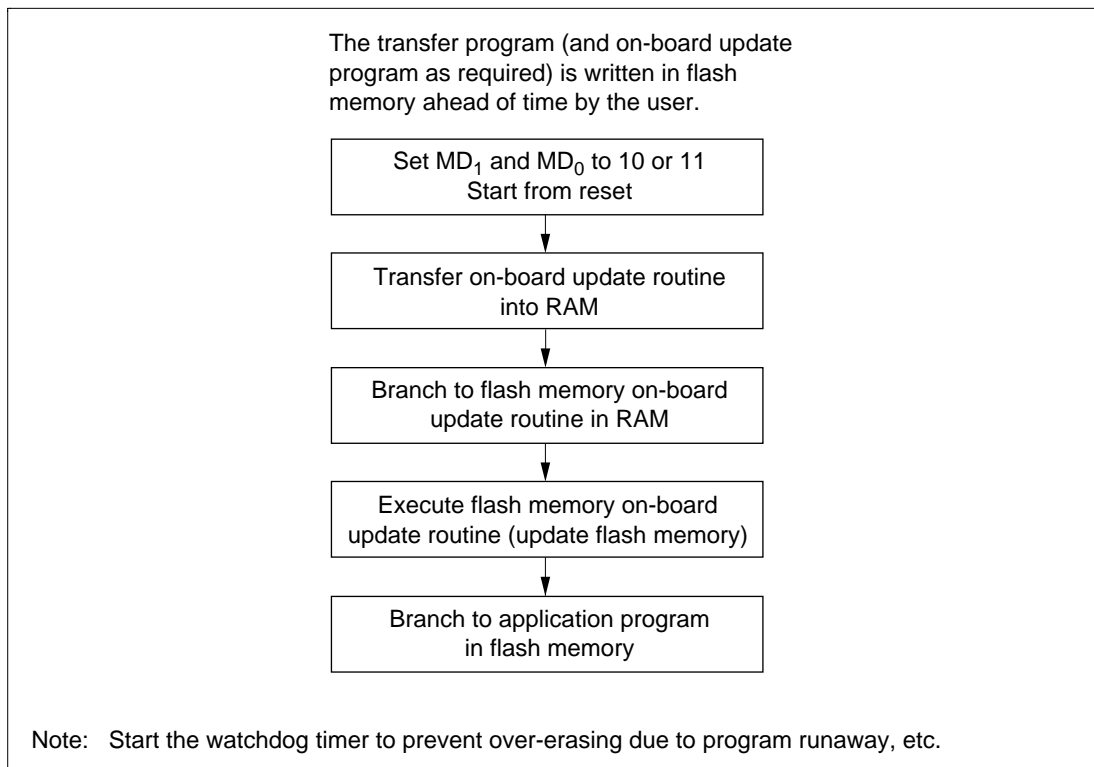 The transfer program (and on-board update
program as required) is written in flash
memory ahead of time by the user.
Set MD₁ and MD₀ to 10 or 11
Start from reset
Transfer on-board update routine
into RAM
Branch to flash memory on-board
update routine in RAM
Execute flash memory on-board
update routine (update flash memory)
Branch to application program
in flash memory
Note: Start the watchdog timer to prevent over-erasing due to program runaway, etc.